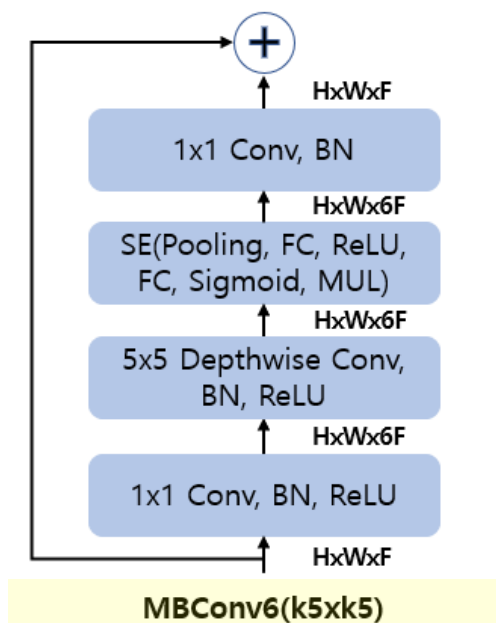 +
HxWxF
1x1 Conv, BN
HxWx6F
SE(Pooling, FC, ReLU,
FC, Sigmoid, MUL)
HxWx6F
5x5 Depthwise Conv,
BN, ReLU
HxWx6F
1x1 Conv, BN, ReLU
HxWxF
MBConv6(k5xk5)